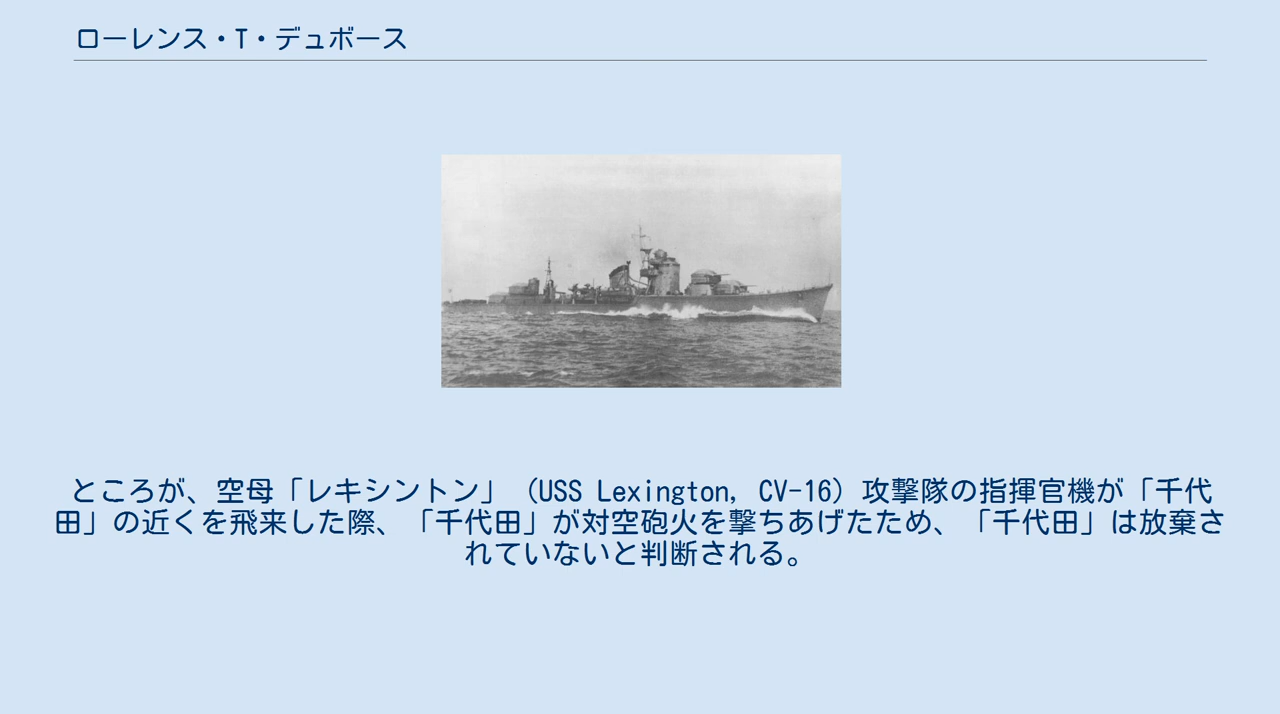 ローレンス・T・デュボース
ところが、空母「レキシントン」（USS Lexington, CV-16）攻撃隊の指揮官機が「千代
田」の近くを飛来した際、「千代田」が対空砲火を撃ちあげたため、「千代田」は放棄さ
れていないと判断される。